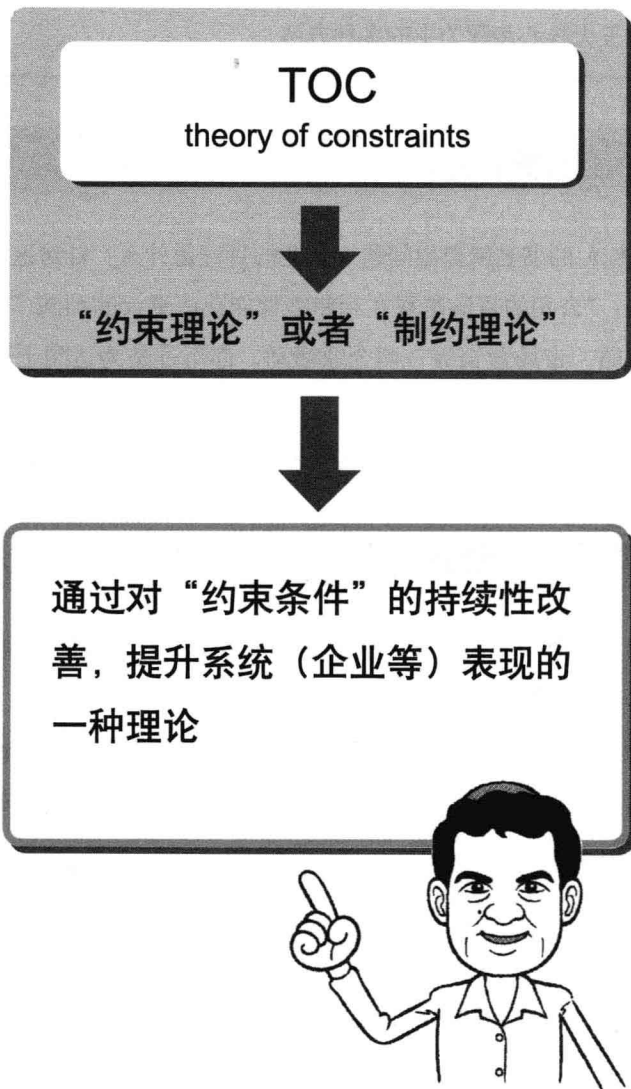 TOC
theory of constraints
“约束理论”或者“制约理论”
通过对“约束条件”的持续性改
善，提升系统（企业等）表现的
一种理论